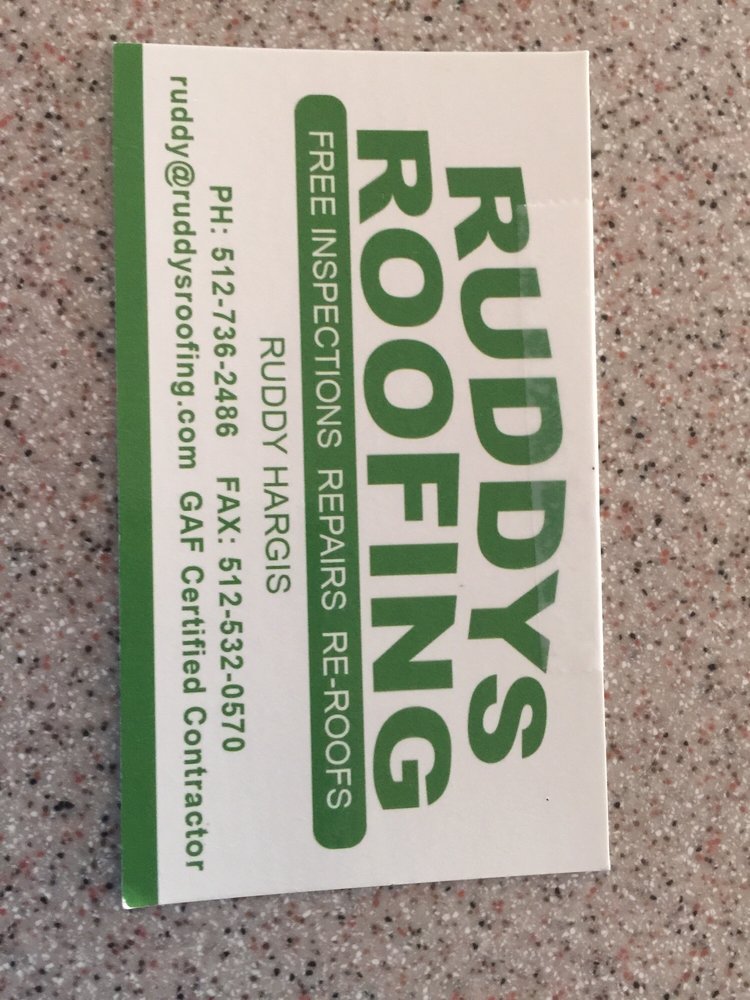 RUDDYS
ROOFING
FREE INSPECTIONS REPAIRS RE-ROOFS
RUDDY HARGIS
PH: 512-736-2486 FAX: 512-532-0570
ruddy@ruddysroofing.com GAF Certified Contractor